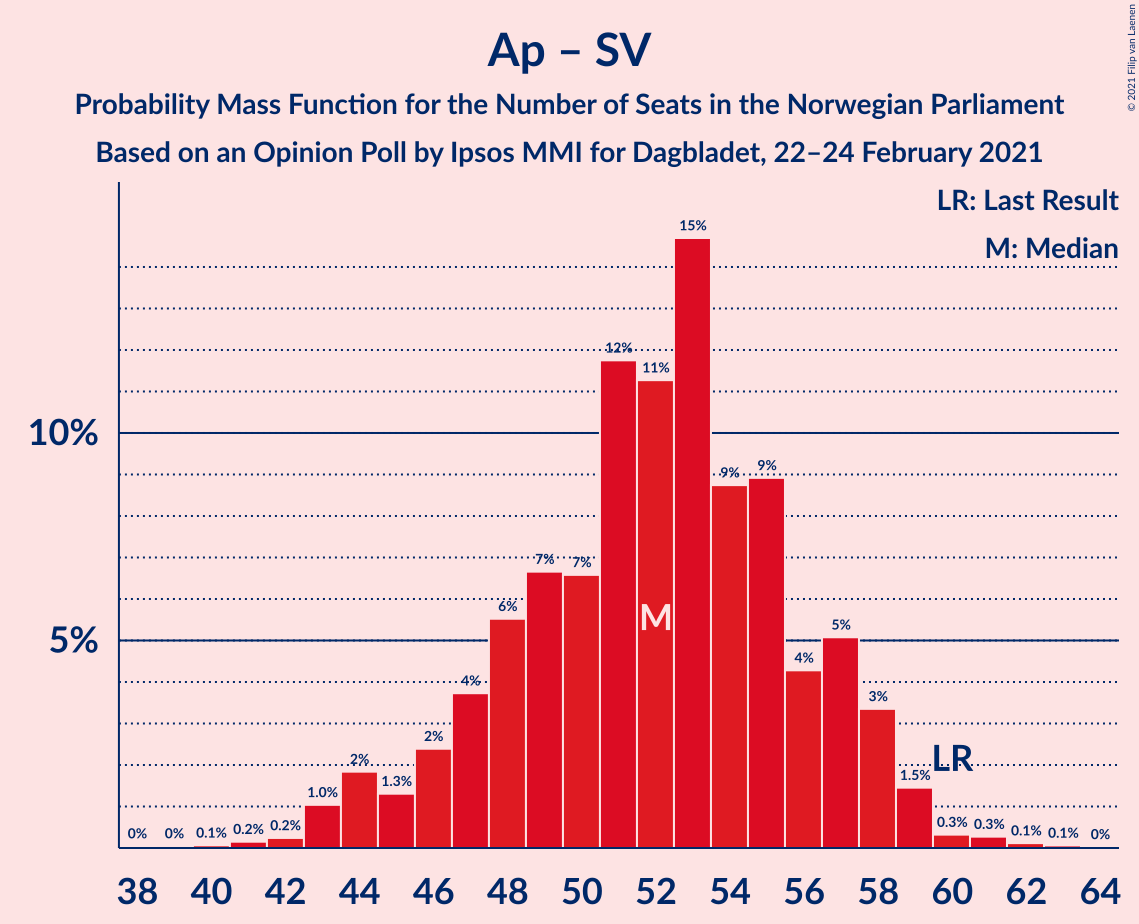 Ap – SV
Probability Mass Function for the Number of Seats in the Norwegian Parliament
Based on an Opinion Poll by Ipsos MMI for Dagbladet, 22–24 February 2021
© 2021 Filip van Laenen
LR: Last Result
M: Median
10%
5%
0% 0% 0.1% 0.2% 0.2% 1.0% 2% 1.3% 2% 4% 6% 7% 7% 12% 11% 15% 9% 9% 4% 5% 3% 1.5% 0.3% 0.3% 0.1% 0.1% 0%
M
LR
38 40 42 44 46 48 50 52 54 56 58 60 62 64